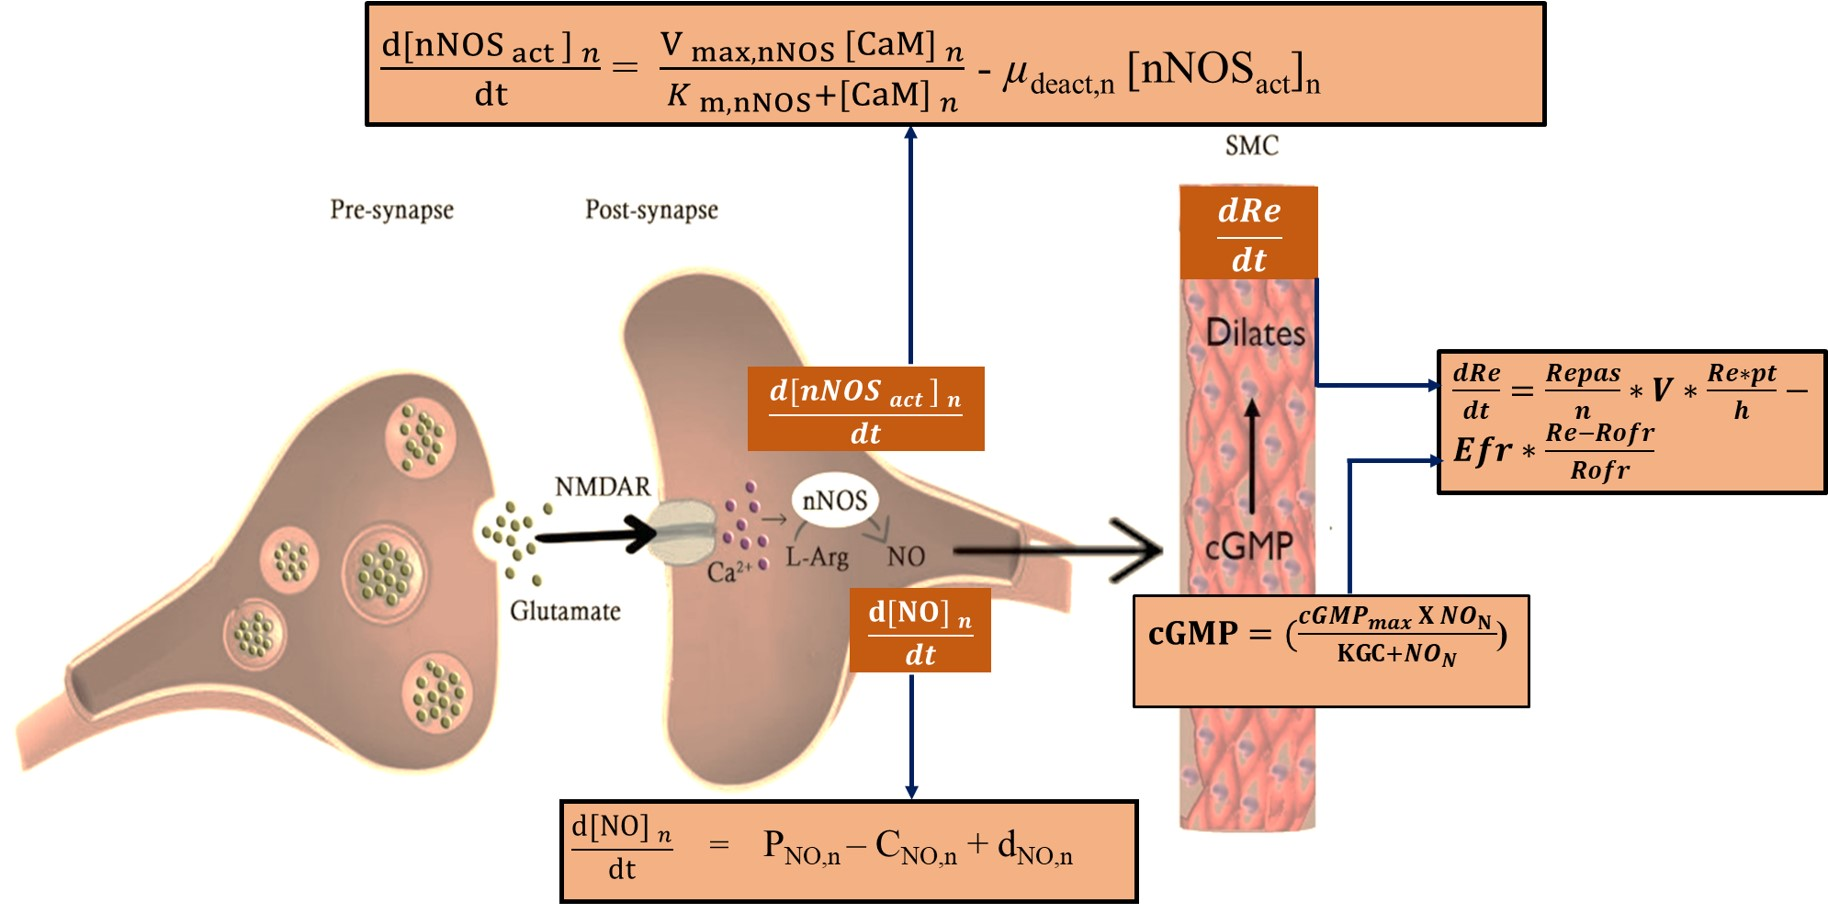 d[nNOS act] n / dt = V max,nNOS [CaM] n / K m,nNOS+[CaM] n - μdeact,n [nNOSact]n
SMC
Pre-synapse
Post-synapse
dRe / dt
Dilates
d[nNOS act] n / dt
dRe / dt = Repas / n * V * Re*pt / h −
Efr * Re−Rofr / Rofr
NMDAR
nNOS
L-Arg
NO
Ca2+
cGMP
Glutamate
d[NO] n / dt
cGMP = (cGMPmax X NON / KGC+NON)
d[NO] n / dt = PNO,n – CNO,n + dNO,n